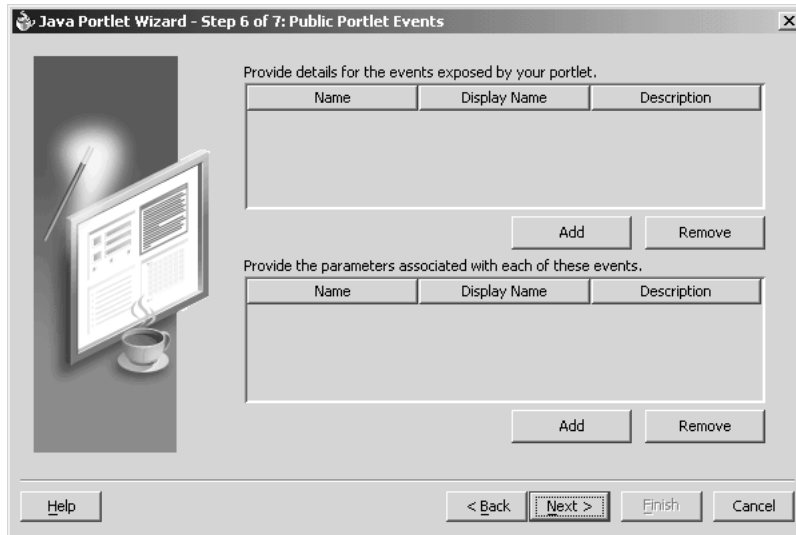 Java Portlet Wizard - Step 6 of 7: Public Portlet Events
Provide details for the events exposed by your portlet.
Name Display Name Description
Add Remove
Provide the parameters associated with each of these events.
Name Display Name Description
Add Remove
Help < Back Next > Finish Cancel